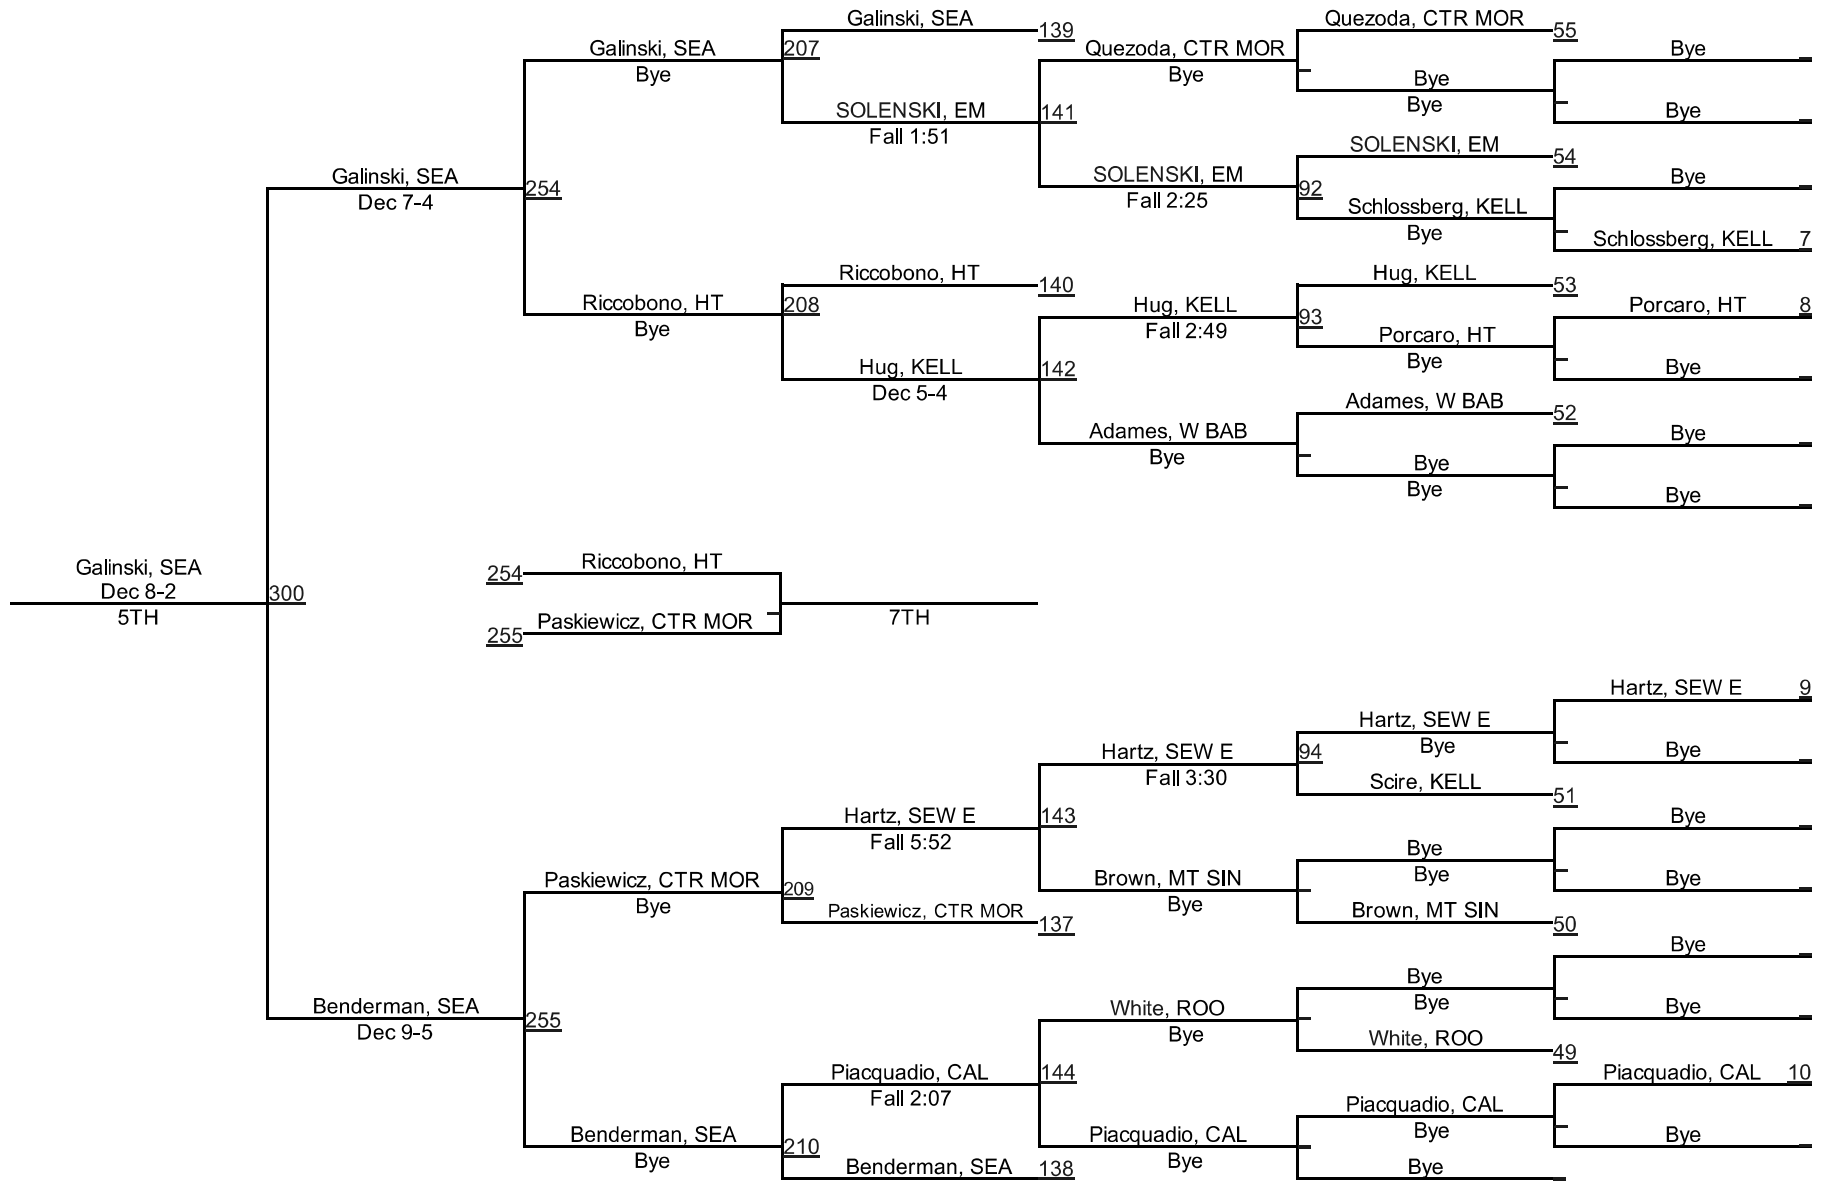 Galinski, SEA
139
Quezoda, CTR MOR
55
Galinski, SEA
207
Quezoda, CTR MOR
Bye
Bye
Bye
Bye
Bye
Bye
SOLENSKI, EM
141
Bye
Fall 1:51
SOLENSKI, EM
54
Galinski, SEA
254
SOLENSKI, EM
92
Bye
Dec 7-4
Fall 2:25
Schlossberg, KELL
Bye
Schlossberg, KELL 7
Riccobono, HT
140
Hug, KELL
53
Riccobono, HT
208
Hug, KELL
93
Porcaro, HT 8
Bye
Fall 2:49
Porcaro, HT
Bye
Hug, KELL
142
Bye
Dec 5-4
Adames, W BAB
52
Adames, W BAB
Bye
Bye
Bye
Bye
Bye
Galinski, SEA
254
Riccobono, HT
Dec 8-2
300
5TH
255
Paskiewicz, CTR MOR
7TH
Hartz, SEW E 9
Hartz, SEW E
Bye
Hartz, SEW E
94
Bye
Fall 3:30
Scire, KELL
51
Hartz, SEW E
143
Bye
Fall 5:52
Bye
Bye
Paskiewicz, CTR MOR
209
Brown, MT SIN
Bye
Bye
Bye
Paskiewicz, CTR MOR
137
Brown, MT SIN
50
Bye
Bye
Bye
Benderman, SEA
255
White, ROO
Bye
Dec 9-5
Bye
White, ROO
49
Piacquadio, CAL
144
Piacquadio, CAL 10
Fall 2:07
Piacquadio, CAL
Bye
Benderman, SEA
210
Piacquadio, CAL
Bye
Bye
Bye
Benderman, SEA
138
Bye